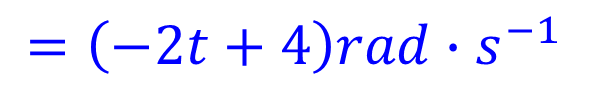 = (−2t + 4)rad · s⁻¹